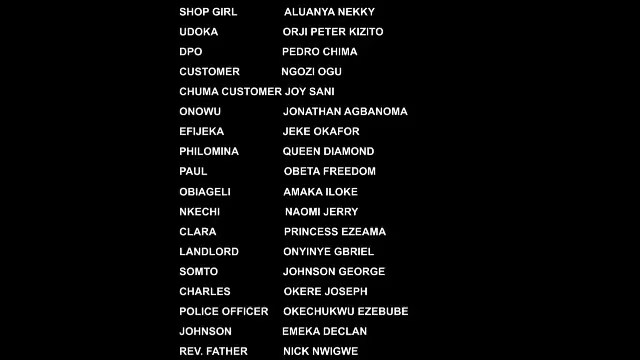 SHOP GIRL ALUANYA NEKKY
UDOKA ORJI PETER KIZITO
DPO PEDRO CHIMA
CUSTOMER NGOZI OGU
CHUMA CUSTOMER JOY SANI
ONOWU JONATHAN AGBANOMA
EFIJEKA JEKE OKAFOR
PHILOMINA QUEEN DIAMOND
PAUL OBETA FREEDOM
OBIAGELI AMAKA ILOKE
NKECHI NAOMI JERRY
CLARA PRINCESS EZEAMA
LANDLORD ONYINYE GBRIEL
SOMTO JOHNSON GEORGE
CHARLES OKERE JOSEPH
POLICE OFFICER OKECHUKWU EZEBUBE
JOHNSON EMEKA DECLAN
REV. FATHER NICK NWIGWE